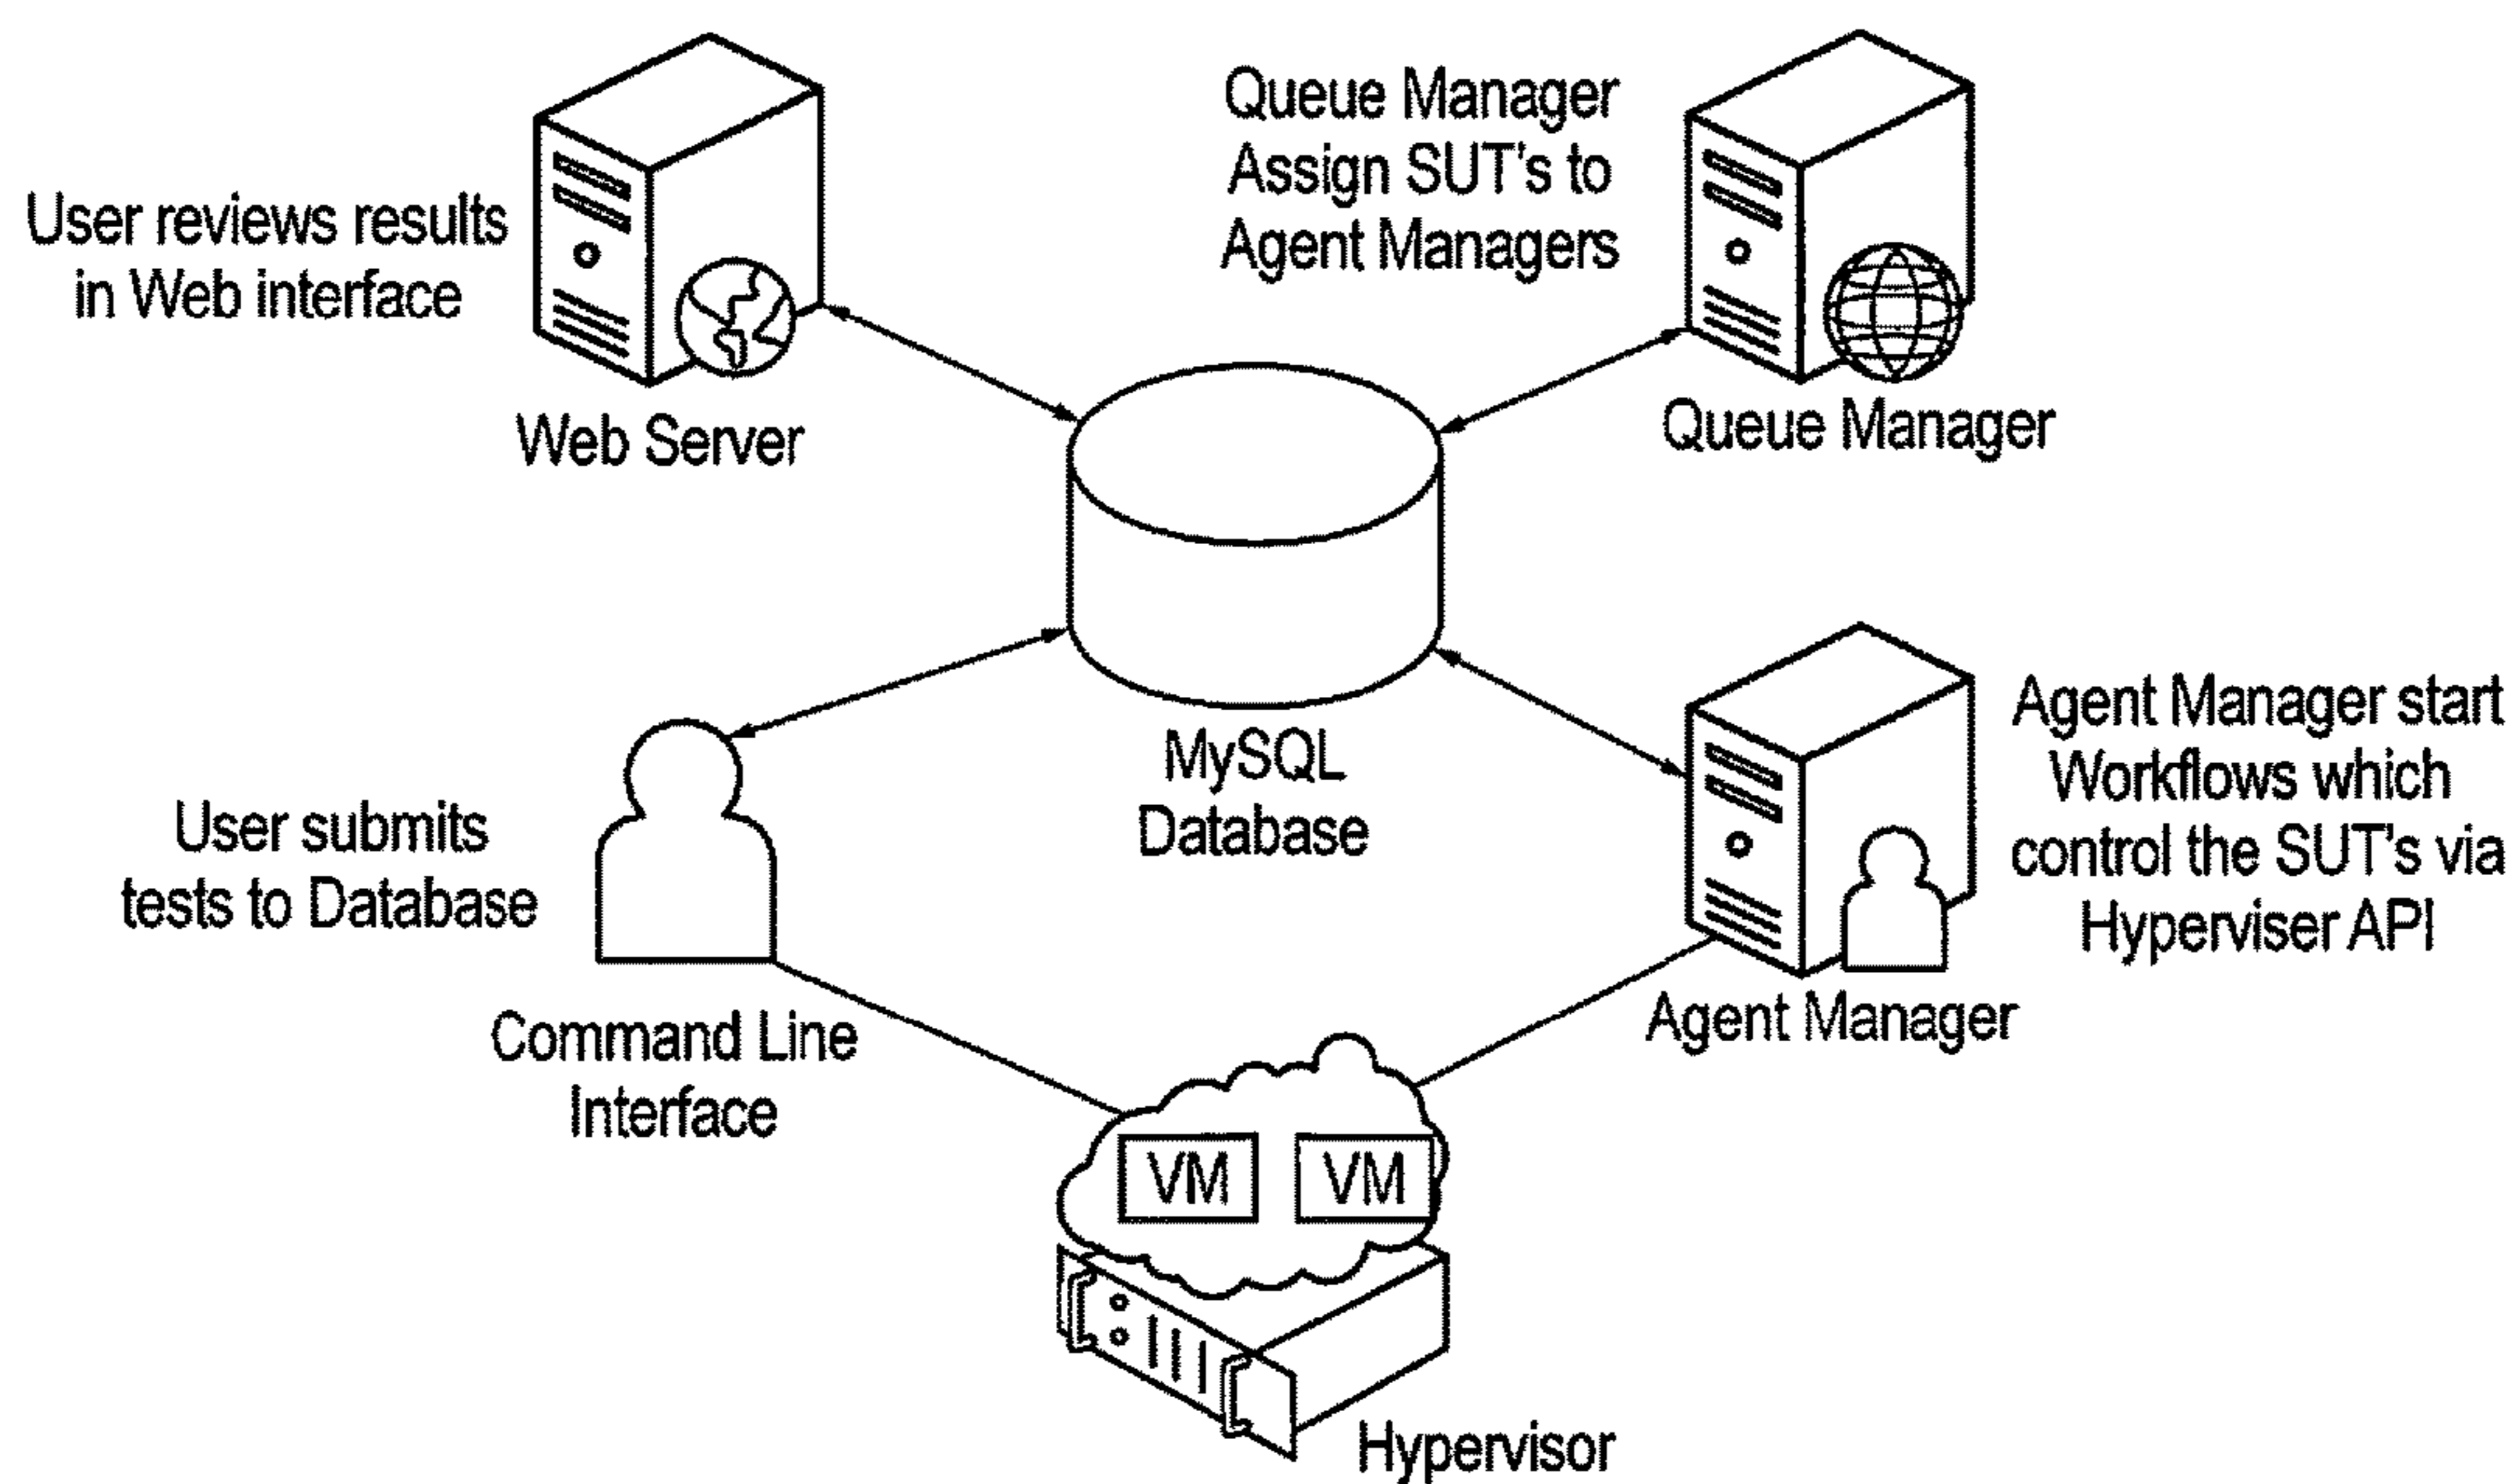 User reviews results
in Web interface
Web Server
Queue Manager
Assign SUT's to
Agent Managers
Queue Manager
MySQL
Database
User submits
tests to Database
Command Line
Interface
Agent Manager start
Workflows which
control the SUT's via
Hyperviser API
Agent Manager
VM
VM
Hypervisor